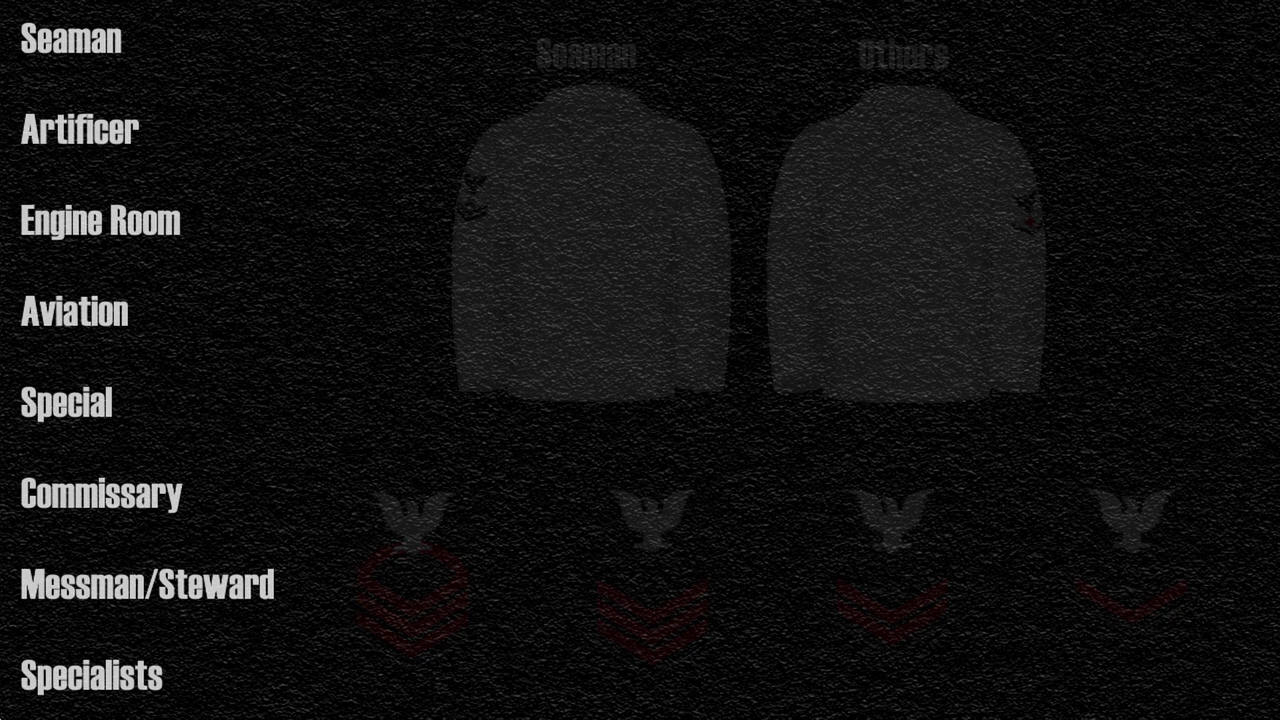 Seaman
Seaman
Others
Artificer
Engine Room
Aviation
Special
Commissary
Messman/Steward
Specialists